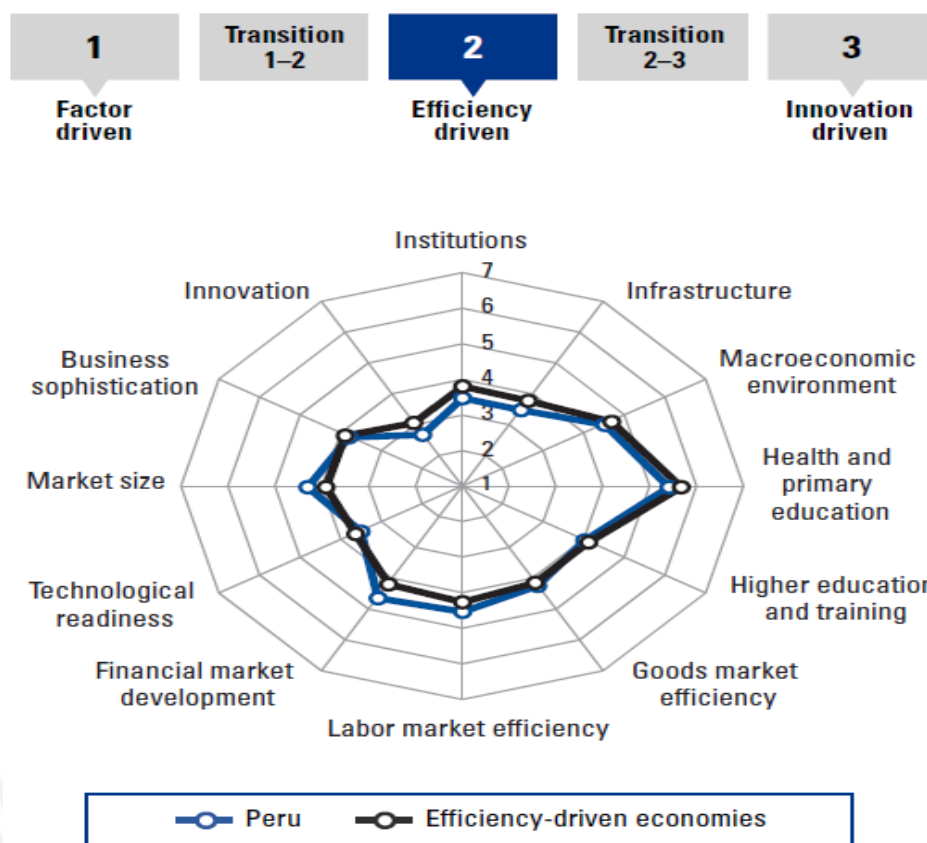 1
Transition
1–2
2
Transition
2–3
3
Factor
driven
Efficiency
driven
Innovation
driven
Institutions
7
6
5
4
3
2
1
Infrastructure
Macroeconomic
environment
Health and
primary
education
Higher education
and training
Goods market
efficiency
Labor market efficiency
Financial market
development
Technological
readiness
Market size
Business
sophistication
Innovation
Peru
Efficiency-driven economies